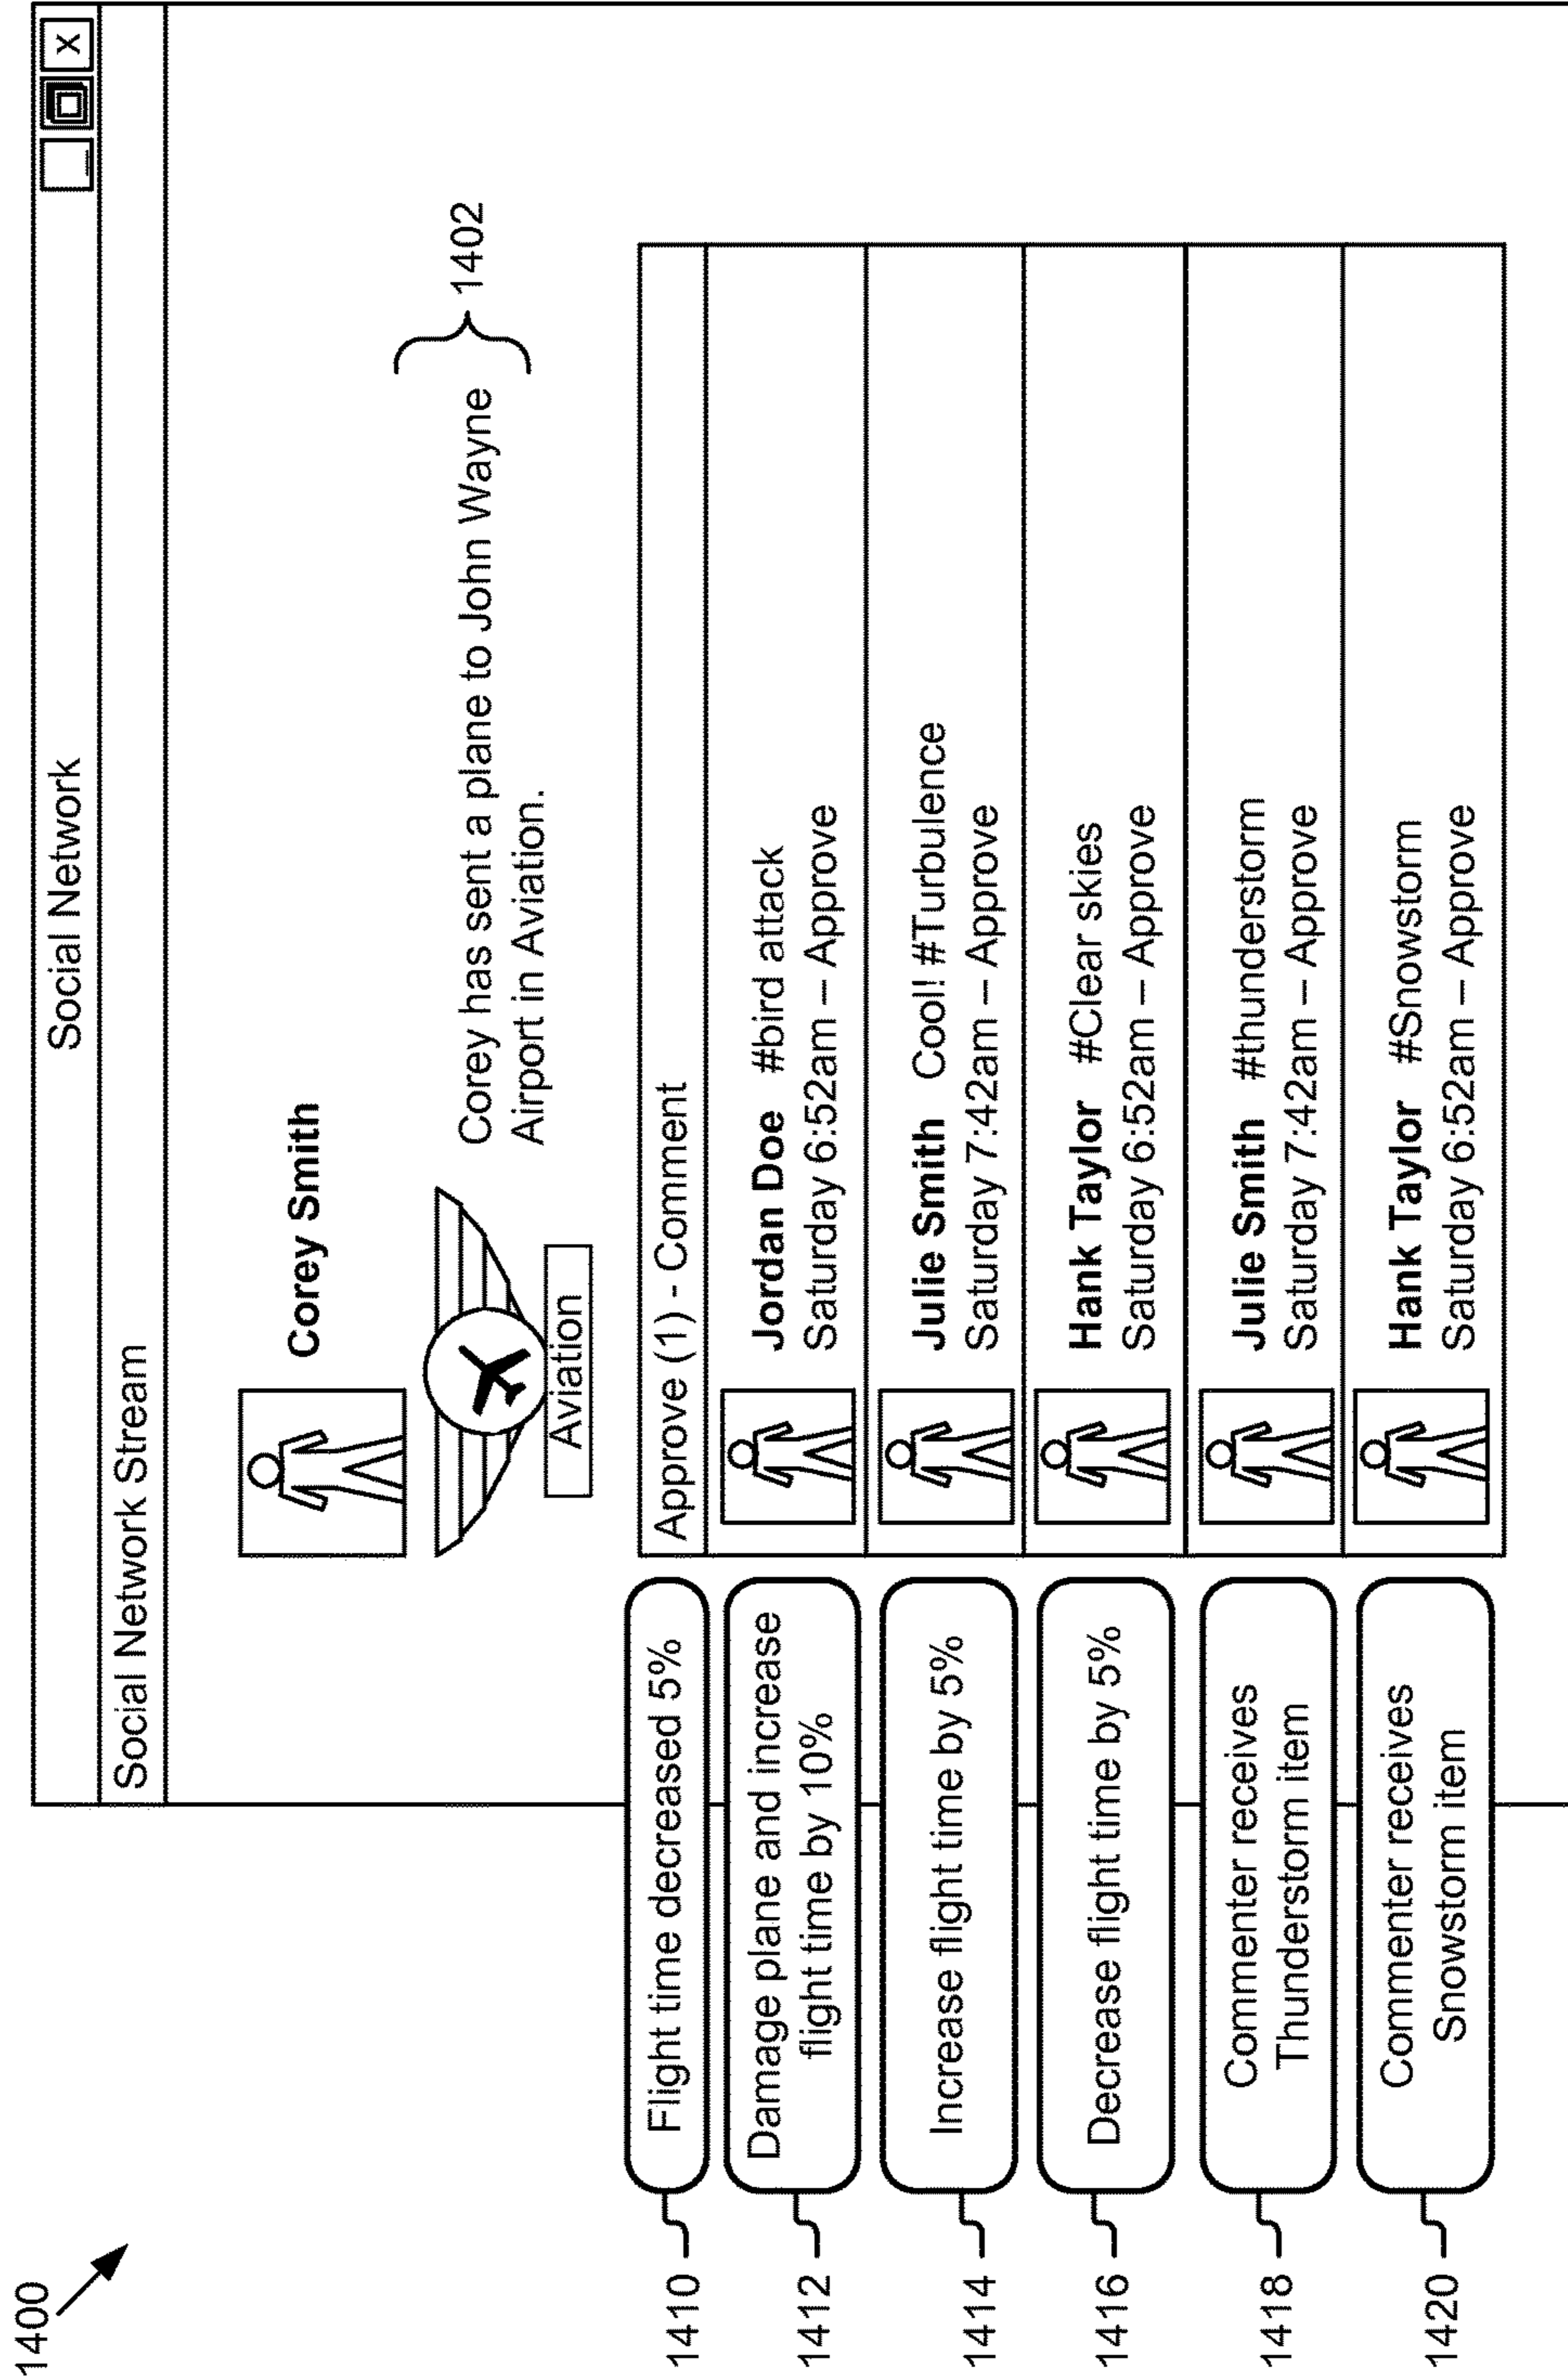 1400
Social Network
_
X
Social Network Stream
Corey Smith
Aviation
Corey has sent a plane to John Wayne
Airport in Aviation.
1402
1410
Flight time decreased 5%
Approve (1) - Comment
1412
Damage plane and increase
flight time by 10%
Jordan Doe #bird attack
Saturday 6:52am – Approve
1414
Increase flight time by 5%
Julie Smith Cool! #Turbulence
Saturday 7:42am – Approve
1416
Decrease flight time by 5%
Hank Taylor #Clear skies
Saturday 6:52am – Approve
1418
Commenter receives
Thunderstorm item
Julie Smith #thunderstorm
Saturday 7:42am – Approve
1420
Commenter receives
Snowstorm item
Hank Taylor #Snowstorm
Saturday 6:52am – Approve